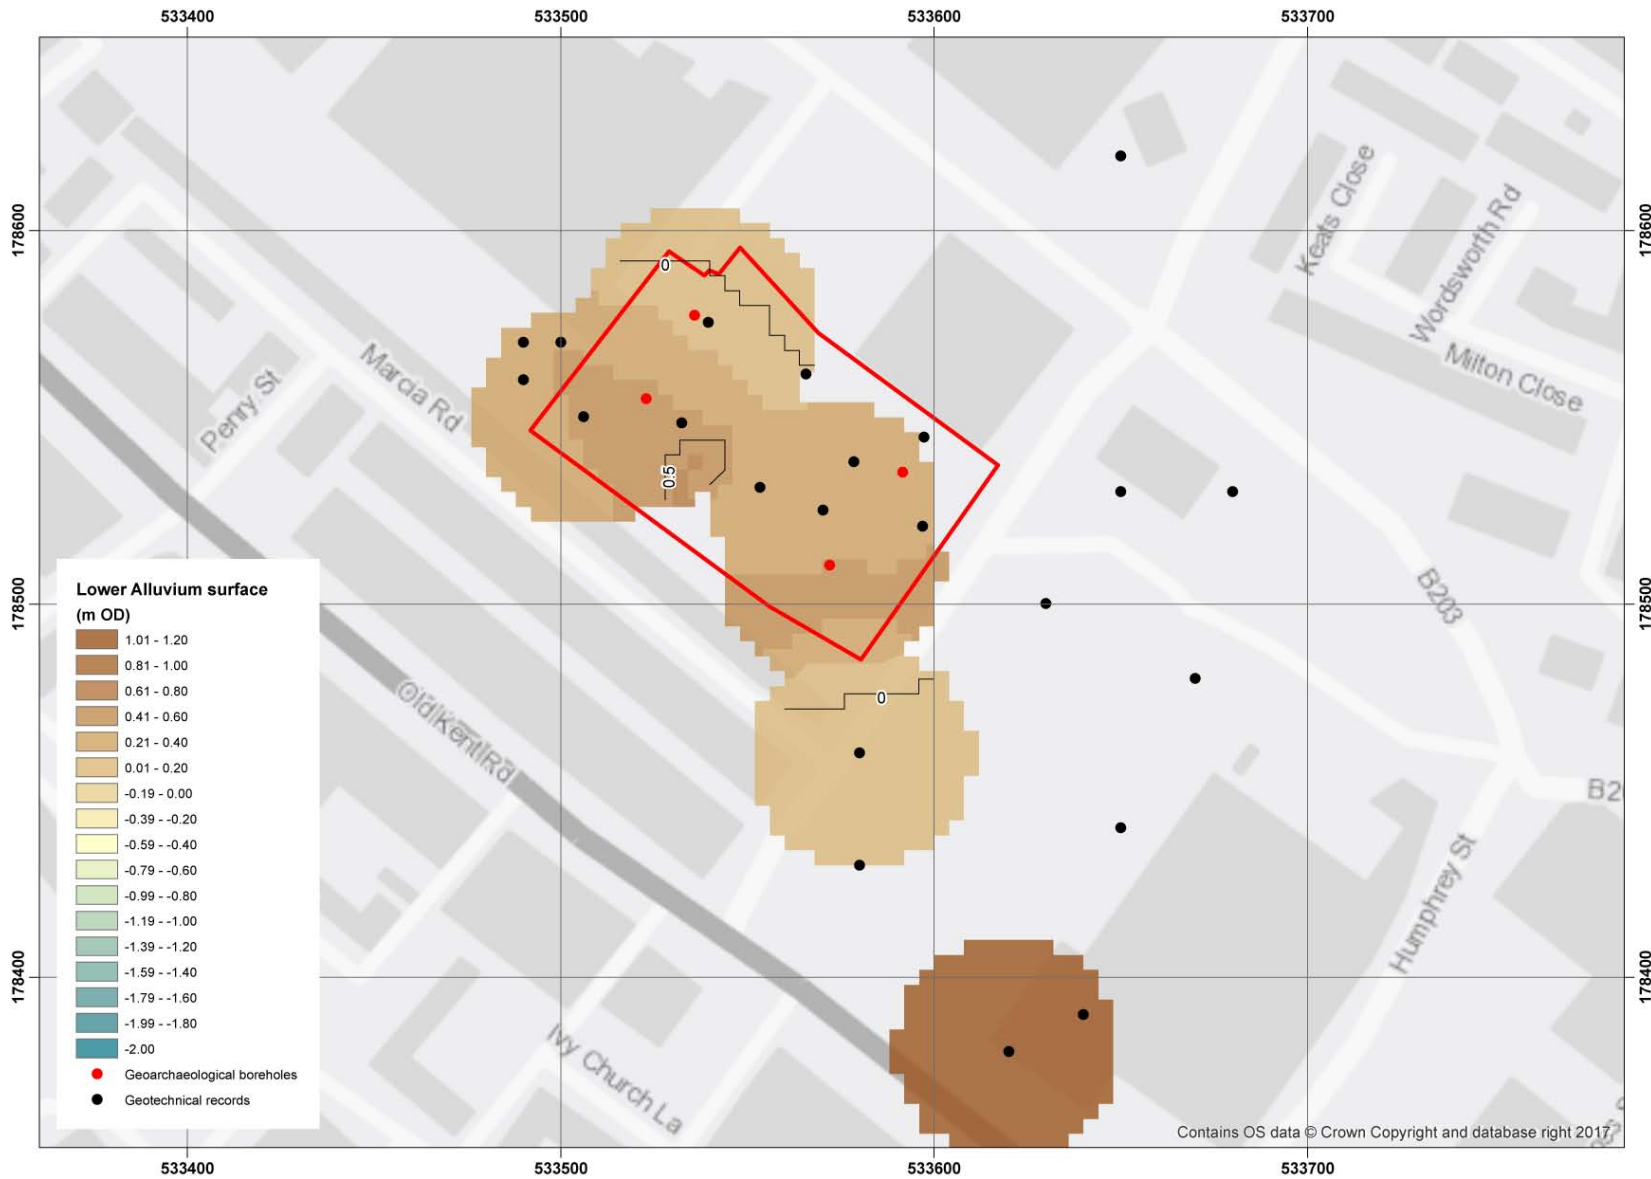 533400 533500 533600 533700
178600 178600
178500 178500
178400 178400
Keats Close
Wordsworth Rd
Milton Close
Marcia Rd
Penry St
0
0.5
B203
0
Old Kent Rd
B2
Humphrey St
Ivy Church La
Lower Alluvium surface
(m OD)
1.01 - 1.20
0.81 - 1.00
0.61 - 0.80
0.41 - 0.60
0.21 - 0.40
0.01 - 0.20
-0.19 - 0.00
-0.39 - -0.20
-0.59 - -0.40
-0.79 - -0.60
-0.99 - -0.80
-1.19 - -1.00
-1.39 - -1.20
-1.59 - -1.40
-1.79 - -1.60
-1.99 - -1.80
-2.00
Geoarchaeological boreholes
Geotechnical records
Contains OS data © Crown Copyright and database right 2017
533400 533500 533600 533700